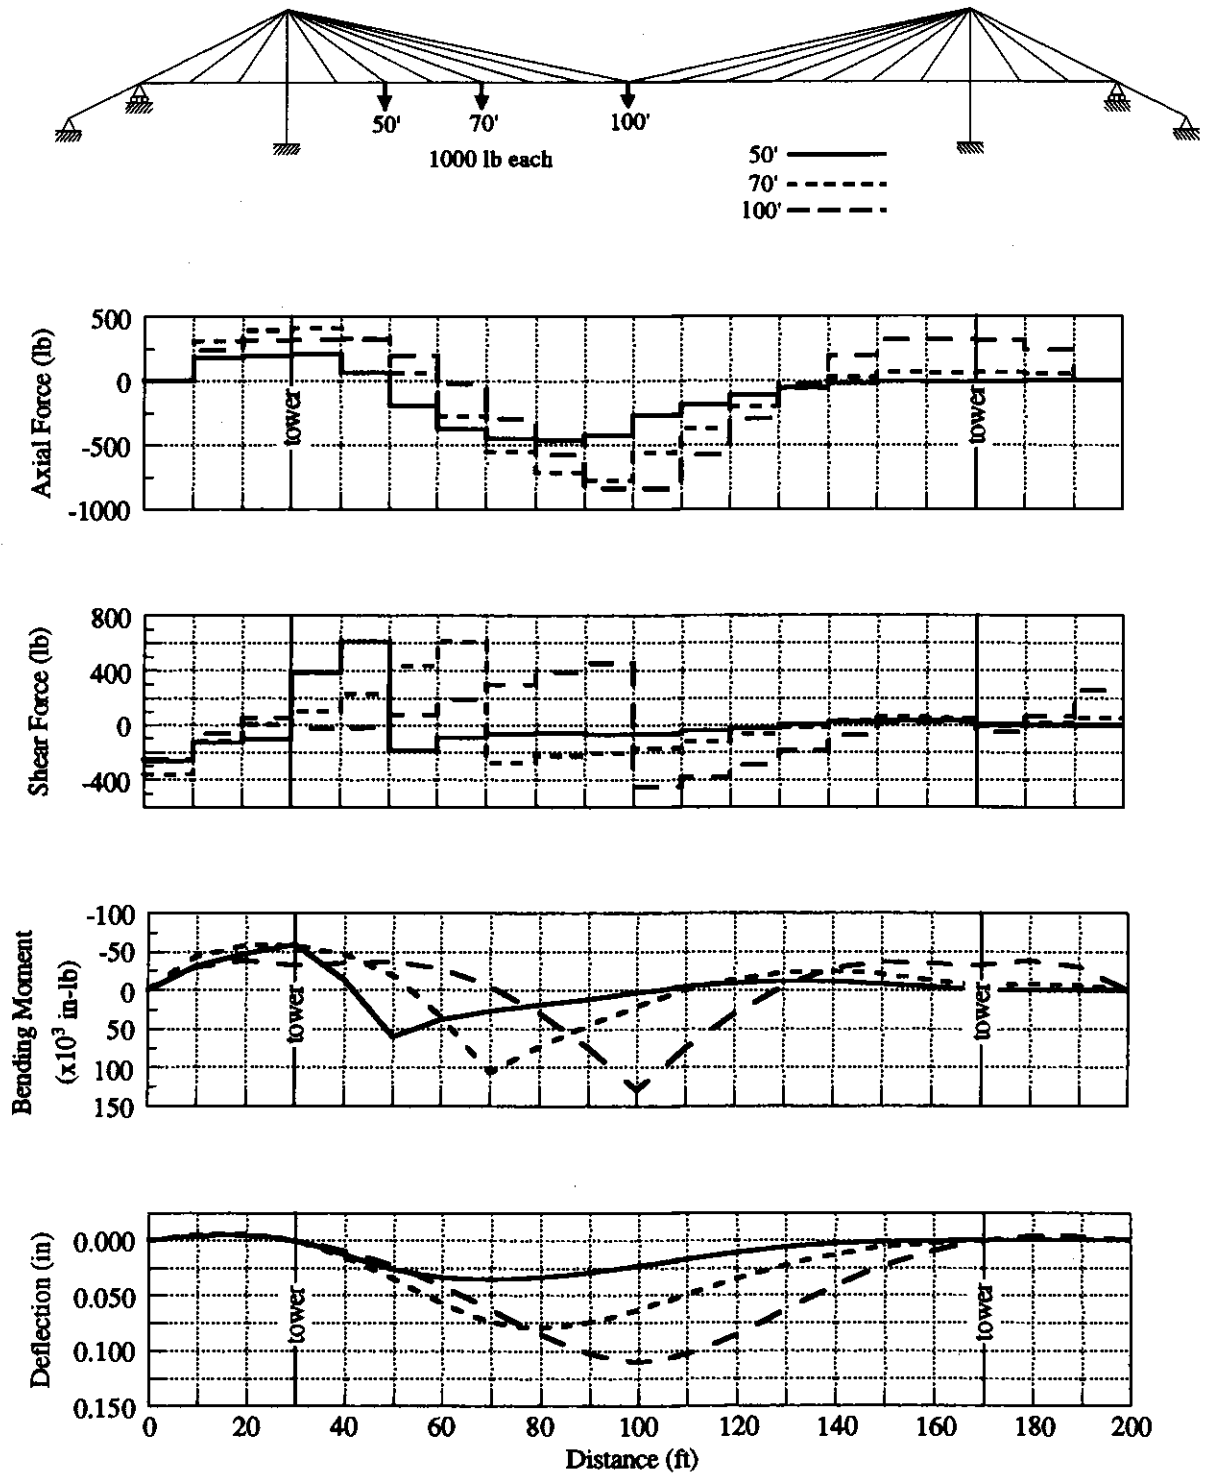 50' 70' 100'
1000 lb each
50'
70'
100'
Axial Force (lb)
500
0
-500
-1000
tower
tower
Shear Force (lb)
800
400
0
-400
Bending Moment
(x10³ in-lb)
-100
-50
0
50
100
150
tower
tower
Deflection (in)
0.000
0.050
0.100
0.150
tower
tower
0 20 40 60 80 100 120 140 160 180 200
Distance (ft)